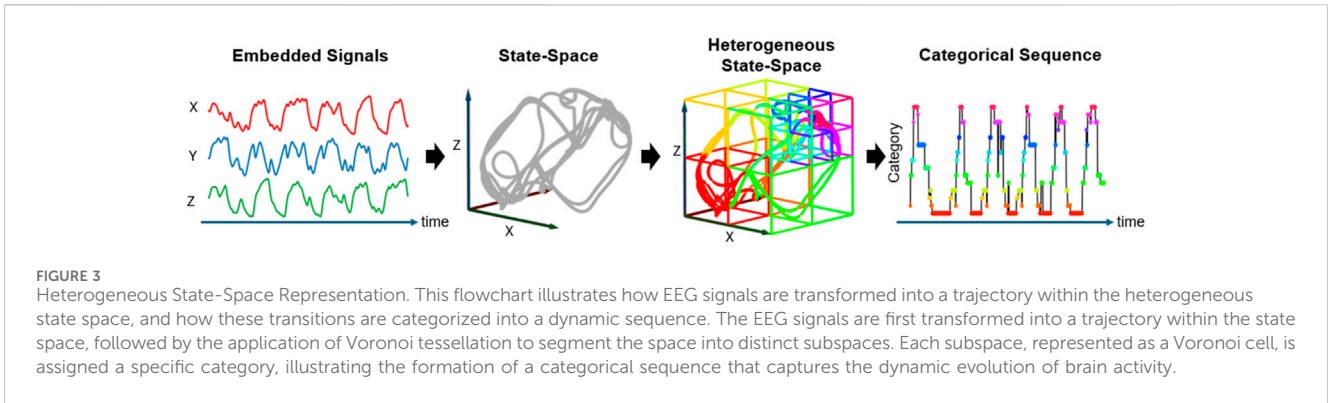 Embedded Signals
State-Space
Heterogeneous
State-Space
Categorical Sequence
X
Y
Z
time
Z
X
Z
X
Category
time
FIGURE 3
Heterogeneous State-Space Representation. This flowchart illustrates how EEG signals are transformed into a trajectory within the heterogeneous
state space, and how these transitions are categorized into a dynamic sequence. The EEG signals are first transformed into a trajectory within the state
space, followed by the application of Voronoi tessellation to segment the space into distinct subspaces. Each subspace, represented as a Voronoi cell, is
assigned a specific category, illustrating the formation of a categorical sequence that captures the dynamic evolution of brain activity.